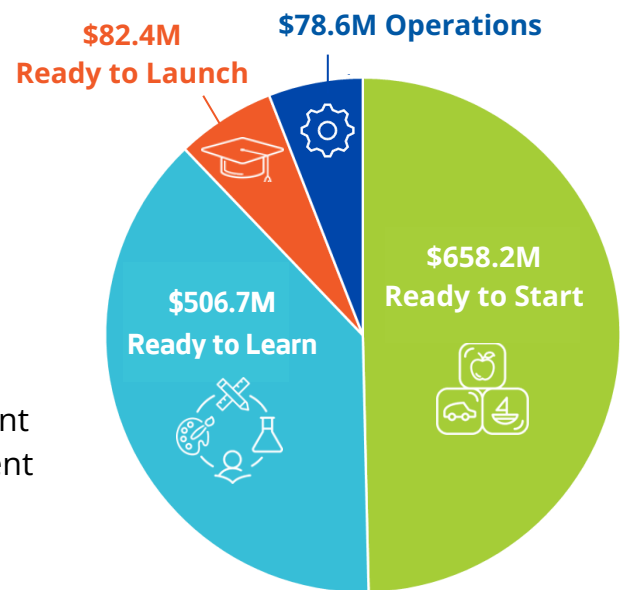 $78.6M Operations
$82.4M
Ready to Launch
$658.2M
Ready to Start
$506.7M
Ready to Learn